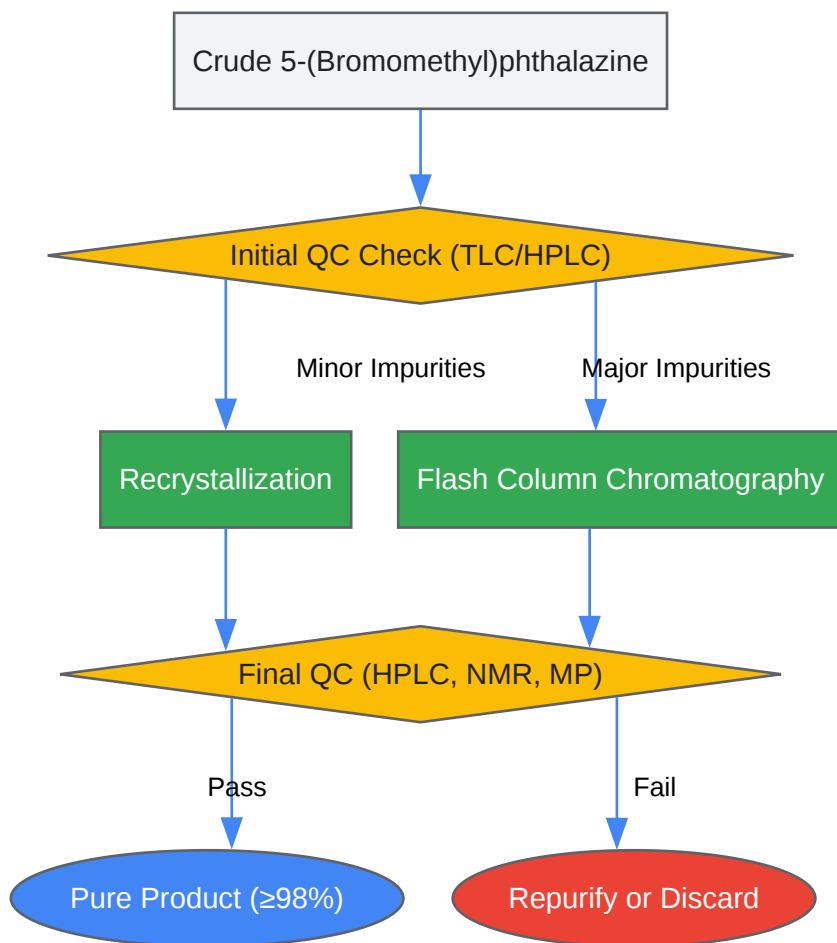 Crude 5-(Bromomethyl)phthalazine
Initial QC Check (TLC/HPLC)
Minor Impurities
Major Impurities
Recrystallization
Flash Column Chromatography
Final QC (HPLC, NMR, MP)
Pass
Fail
Pure Product (≥98%)
Repurify or Discard